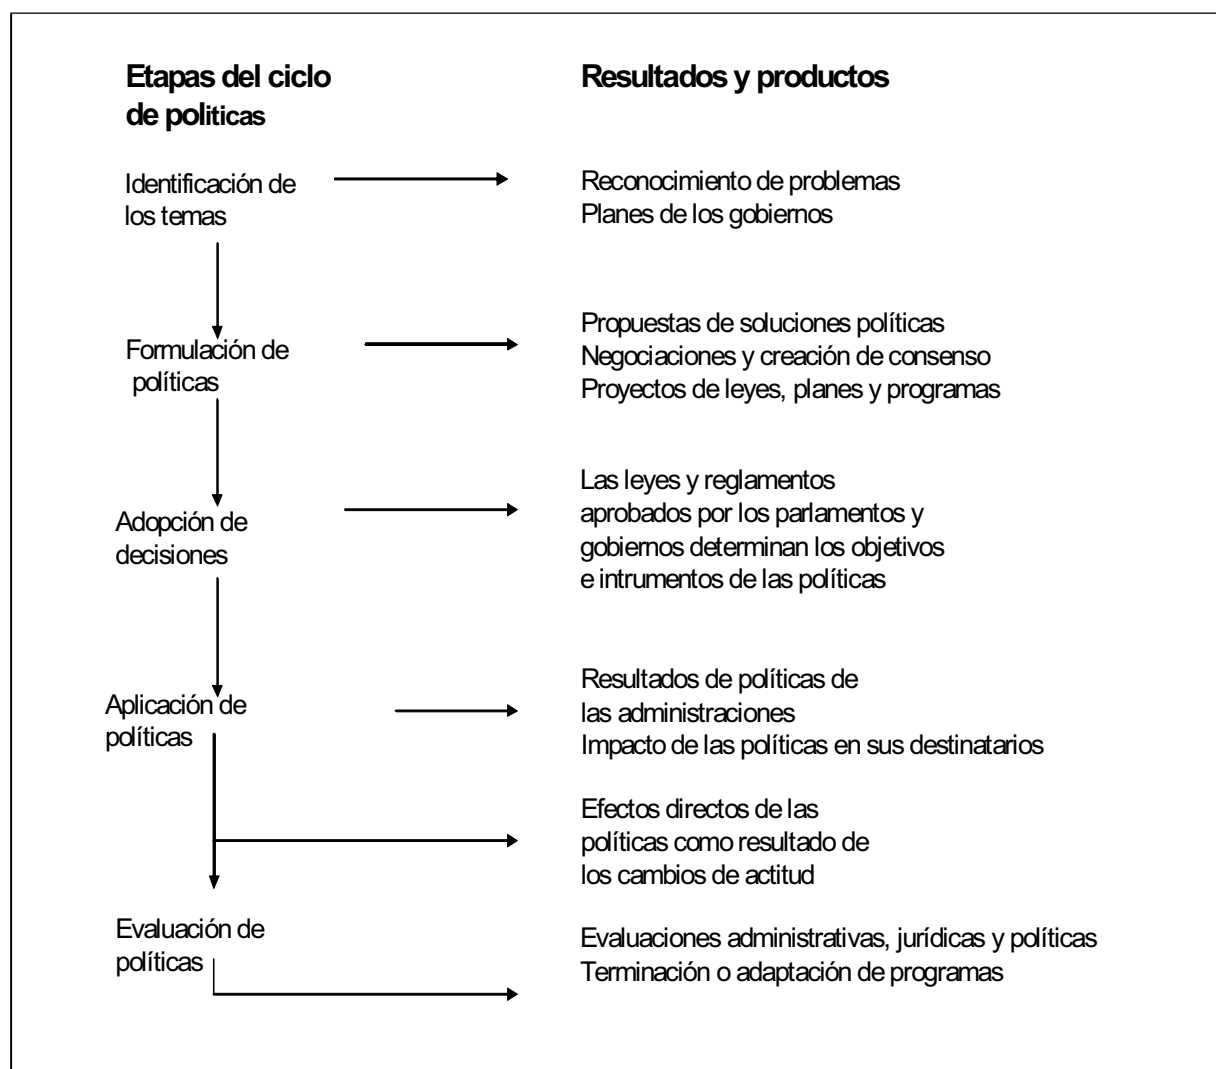 Etapas del ciclo
de politicas
Resultados y productos
Identificación de
los temas
Reconocimiento de problemas
Planes de los gobiernos
Formulación de
políticas
Propuestas de soluciones políticas
Negociaciones y creación de consenso
Proyectos de leyes, planes y programas
Adopción de
decisiones
Las leyes y reglamentos
aprobados por los parlamentos y
gobiernos determinan los objetivos
e intrumentos de las políticas
Aplicación de
políticas
Resultados de políticas de
las administraciones
Impacto de las políticas en sus destinatarios
Efectos directos de las
políticas como resultado de
los cambios de actitud
Evaluación de
políticas
Evaluaciones administrativas, jurídicas y políticas
Terminación o adaptación de programas